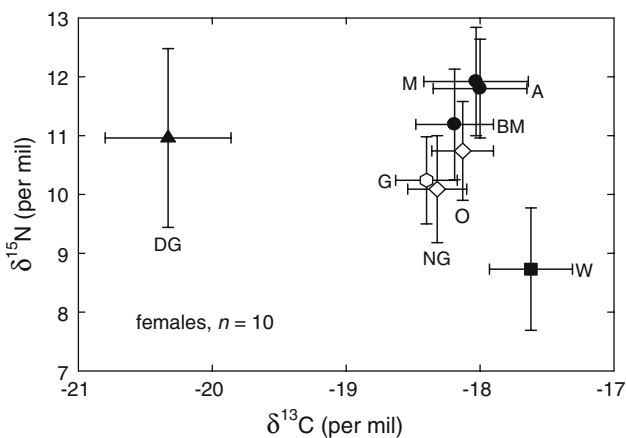 13
12
11
10
9
8
7
δ15N (per mil)
M
A
BM
G
O
NG
DG
W
females, n = 10
-21
-20
-19
-18
-17
δ13C (per mil)